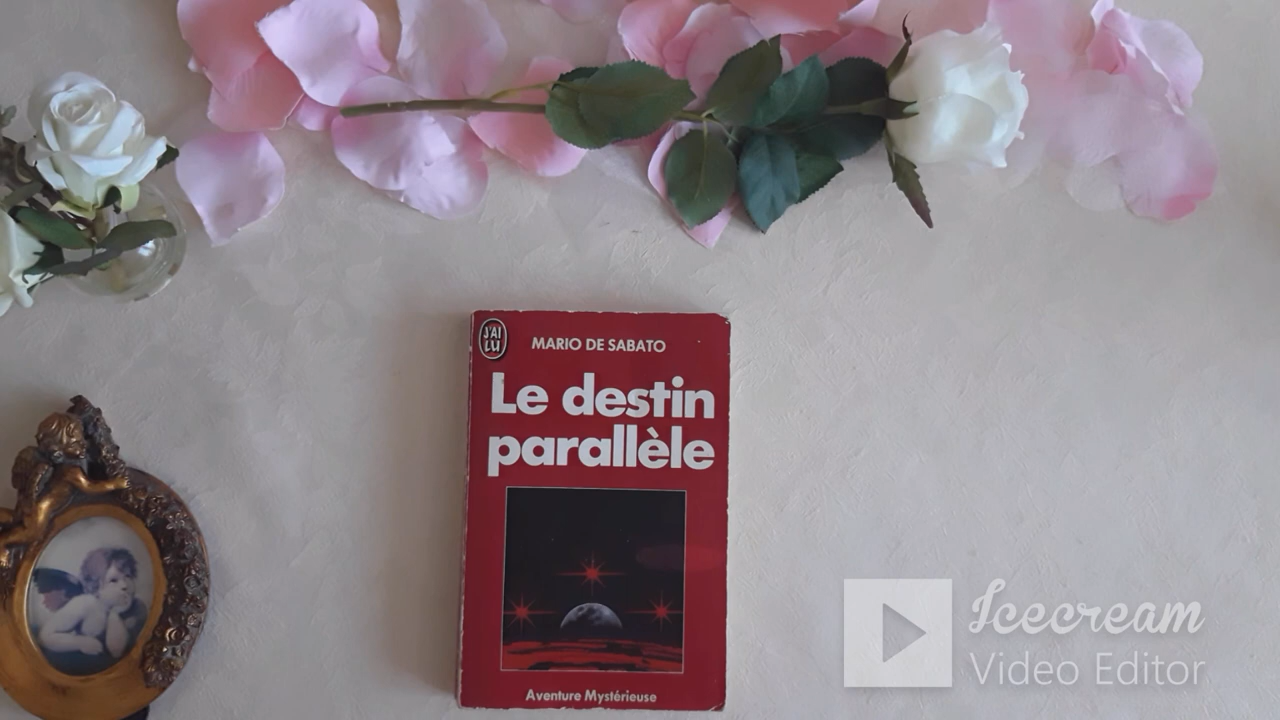 J'AI
LU
MARIO DE SABATO
Le destin
parallèle
Aventure Mystérieuse
Icecream
Video Editor